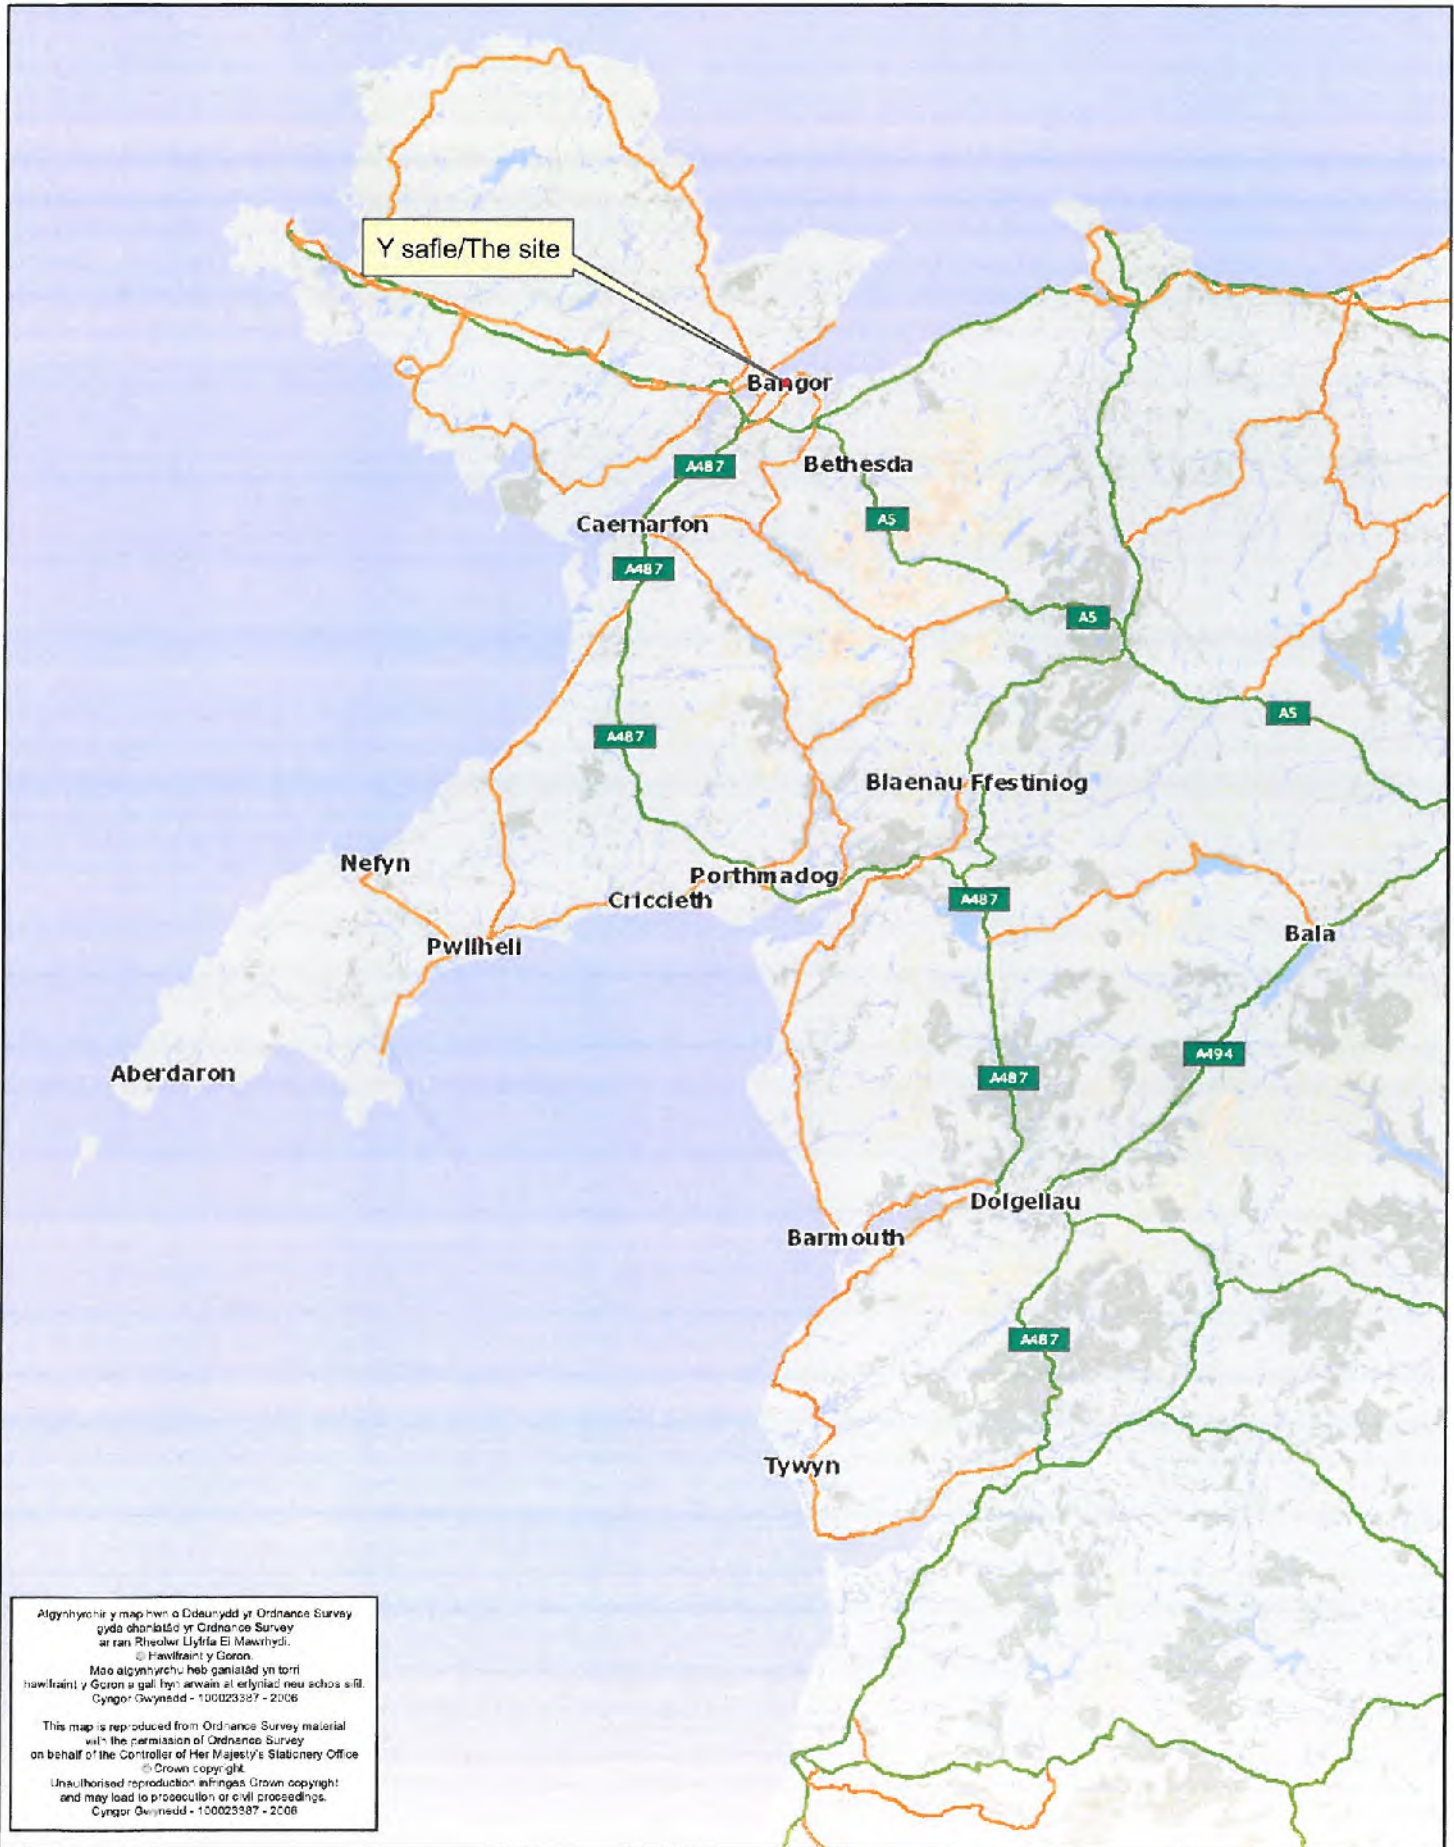 Y safle/The site
Bangor
A487
Bethesda
A5
Caernarfon
A487
A5
A5
A487
Blaenau Ffestiniog
Nefyn
Porthmadog
Criccieth
A487
Pwllheli
Bala
A494
Aberdaron
A487
Dolgellau
Barmouth
A487
Tywyn
Algynhyrchir y map hwn o Ddeunydd yr Ordnance Survey
gyda chaniatâd yr Ordnance Survey
ar ran Rheolwr Llyfrfa Ei Mawrhydi.
© Hawlfraint y Goron.
Mae atgynhyrchu heb ganiatâd yn torri
hawlfraint y Goron a gall hyn arwain at erlyniad neu achos sifil.
Cyngor Gwynedd - 100023387 - 2006
This map is reproduced from Ordnance Survey material
with the permission of Ordnance Survey
on behalf of the Controller of Her Majesty's Stationery Office
© Crown copyright.
Unauthorised reproduction infringes Crown copyright
and may lead to prosecution or civil proceedings.
Cyngor Gwynedd - 100023387 - 2006